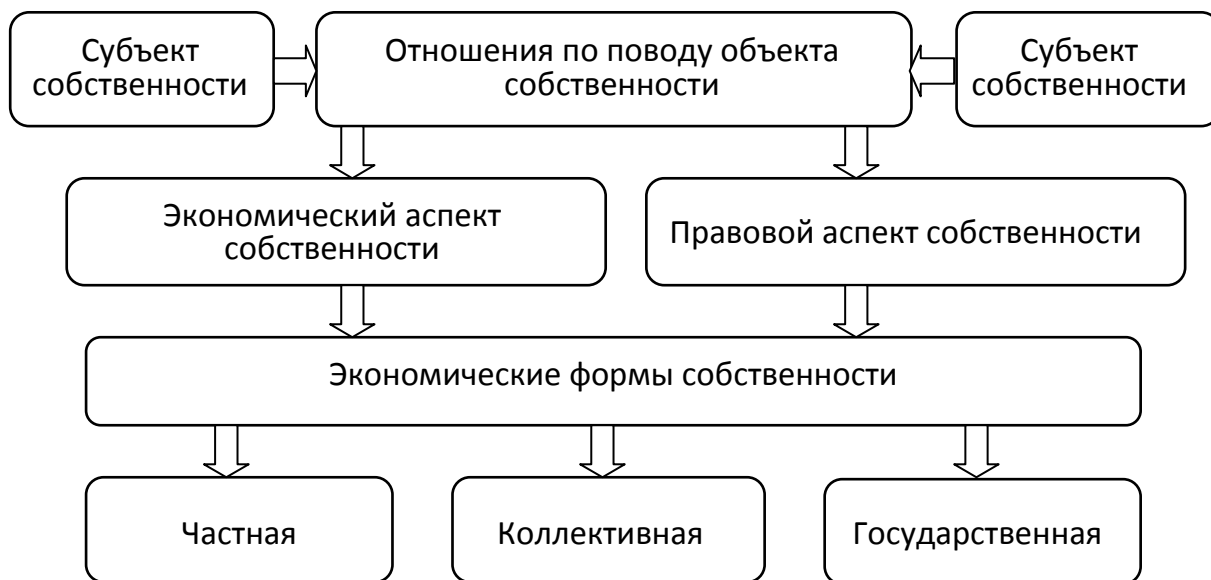 Субъект
собственности
Отношения по поводу объекта
собственности
Субъект
собственности
Экономический аспект
собственности
Правовой аспект собственности
Экономические формы собственности
Частная
Коллективная
Государственная